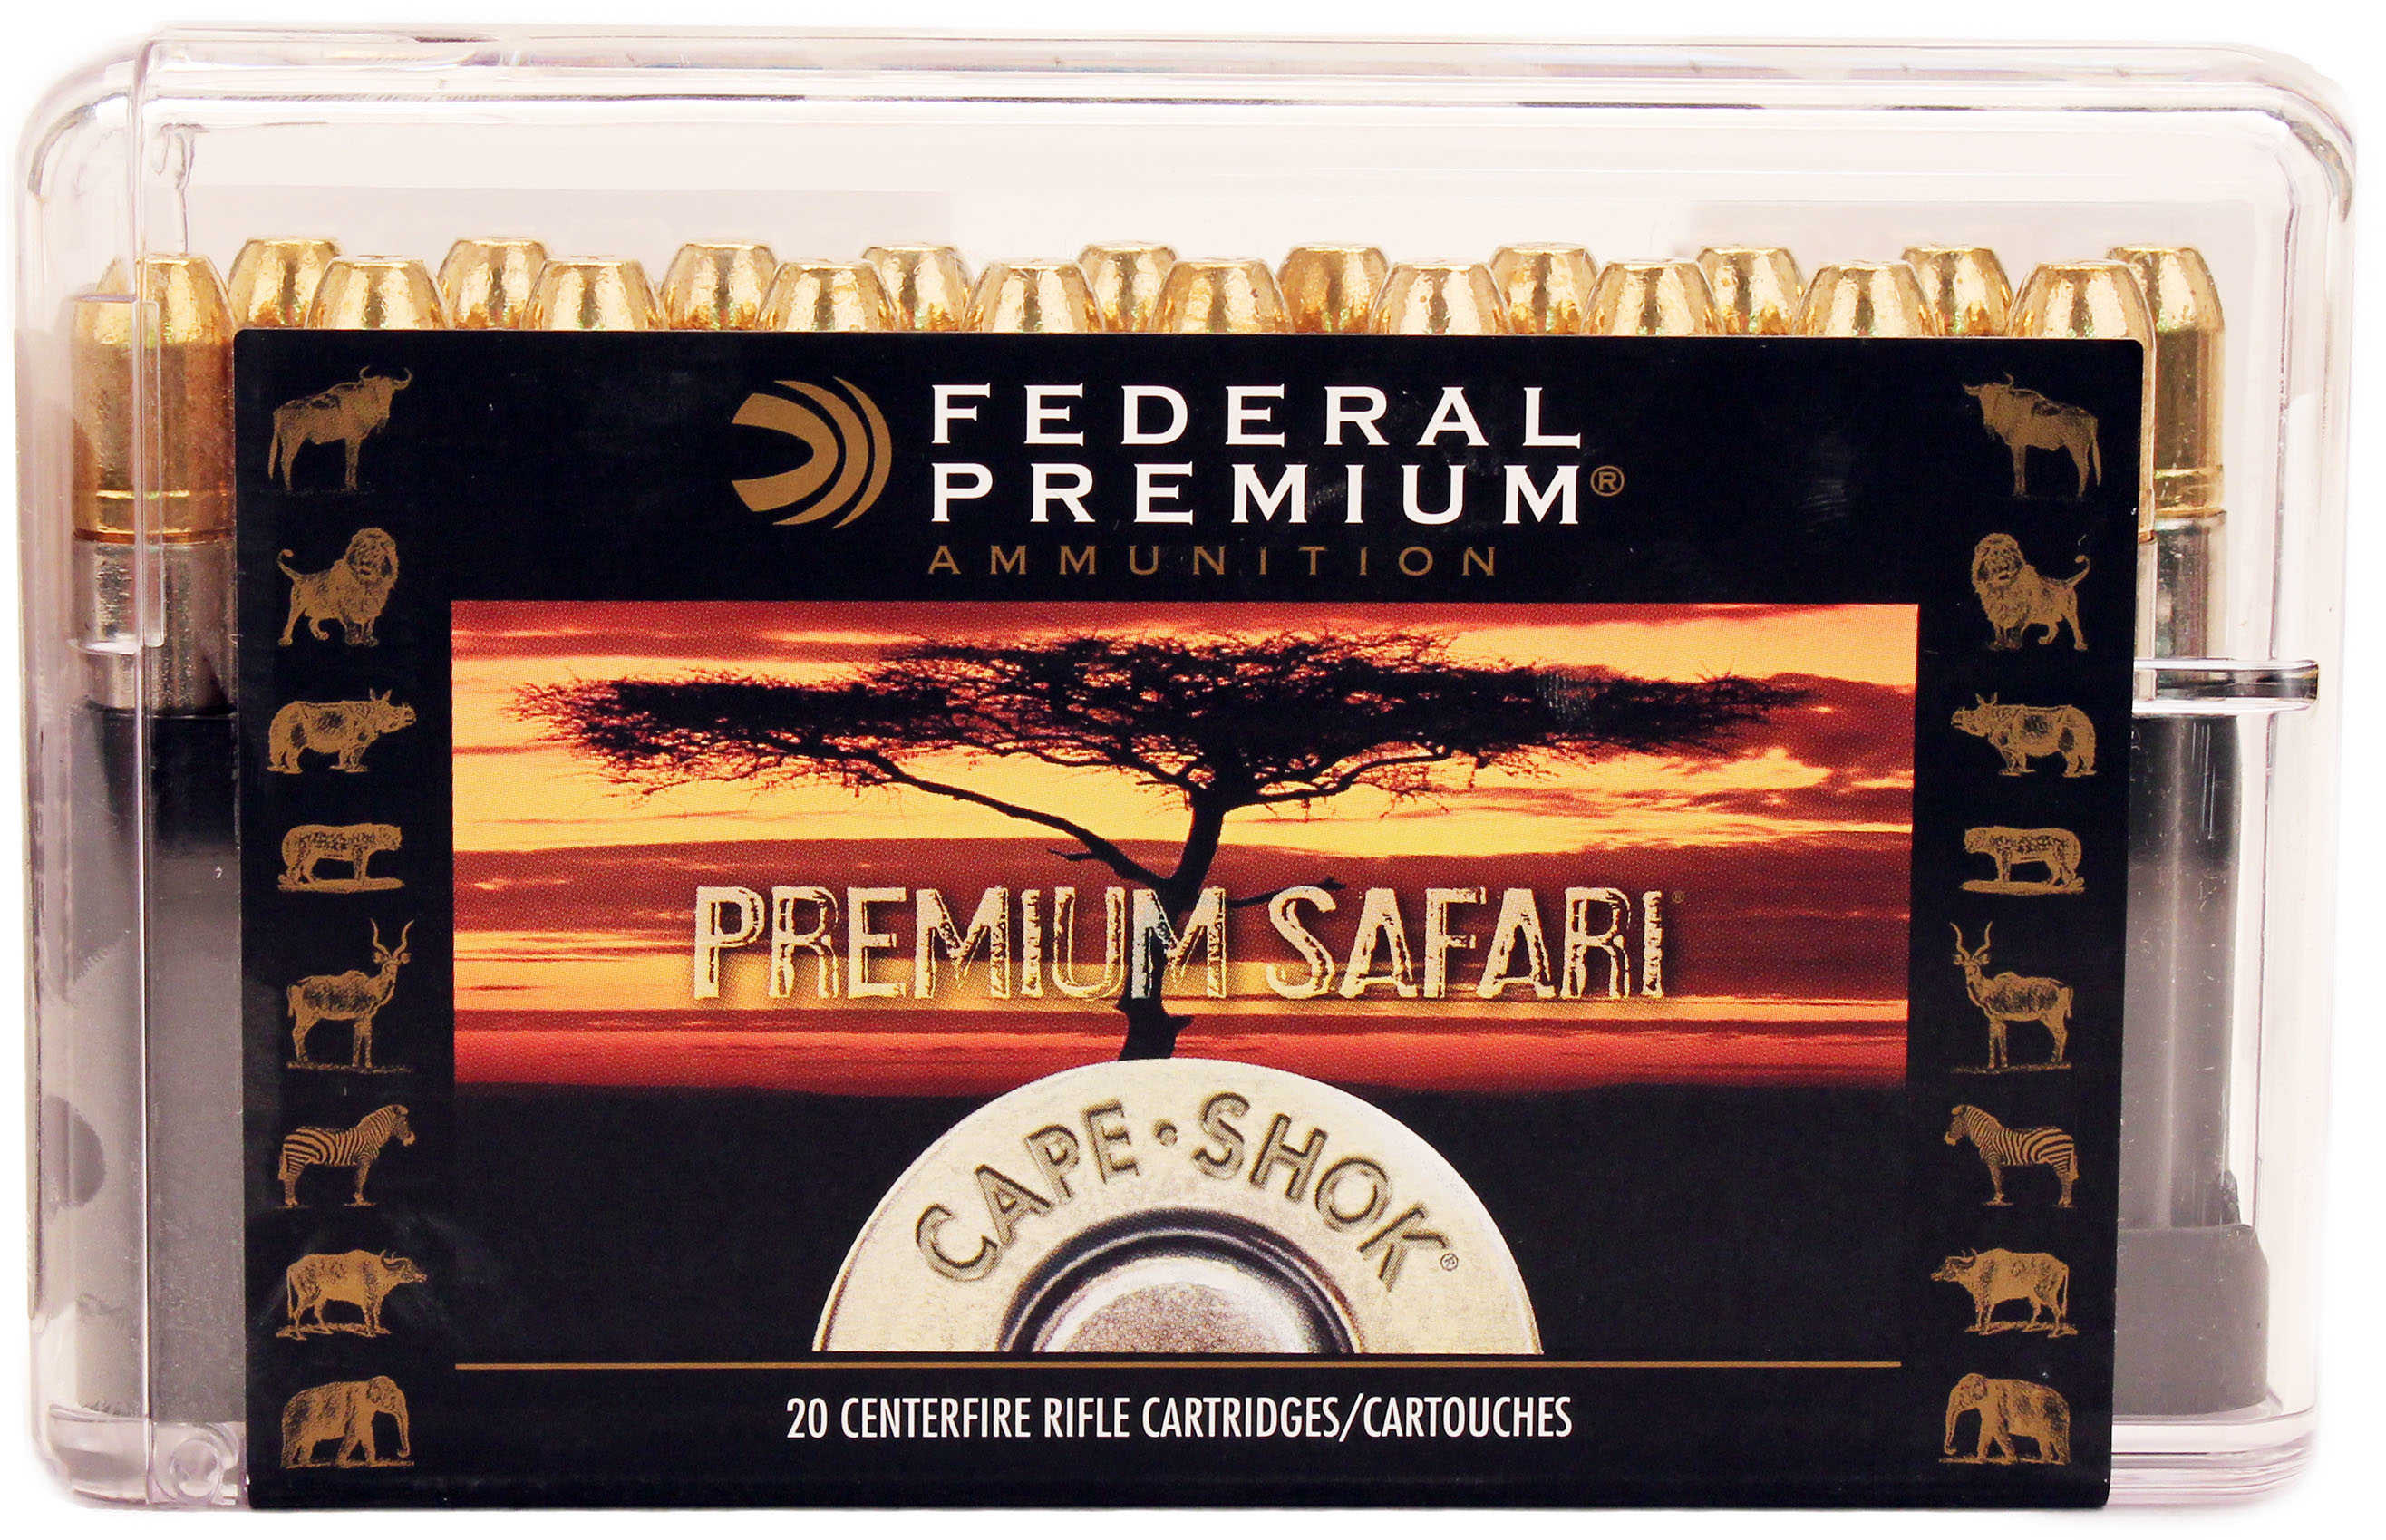 FEDERAL
PREMIUM®
AMMUNITION
PREMIUM SAFARI®
CAPE·SHOK®
20 CENTERFIRE RIFLE CARTRIDGES/CARTOUCHES